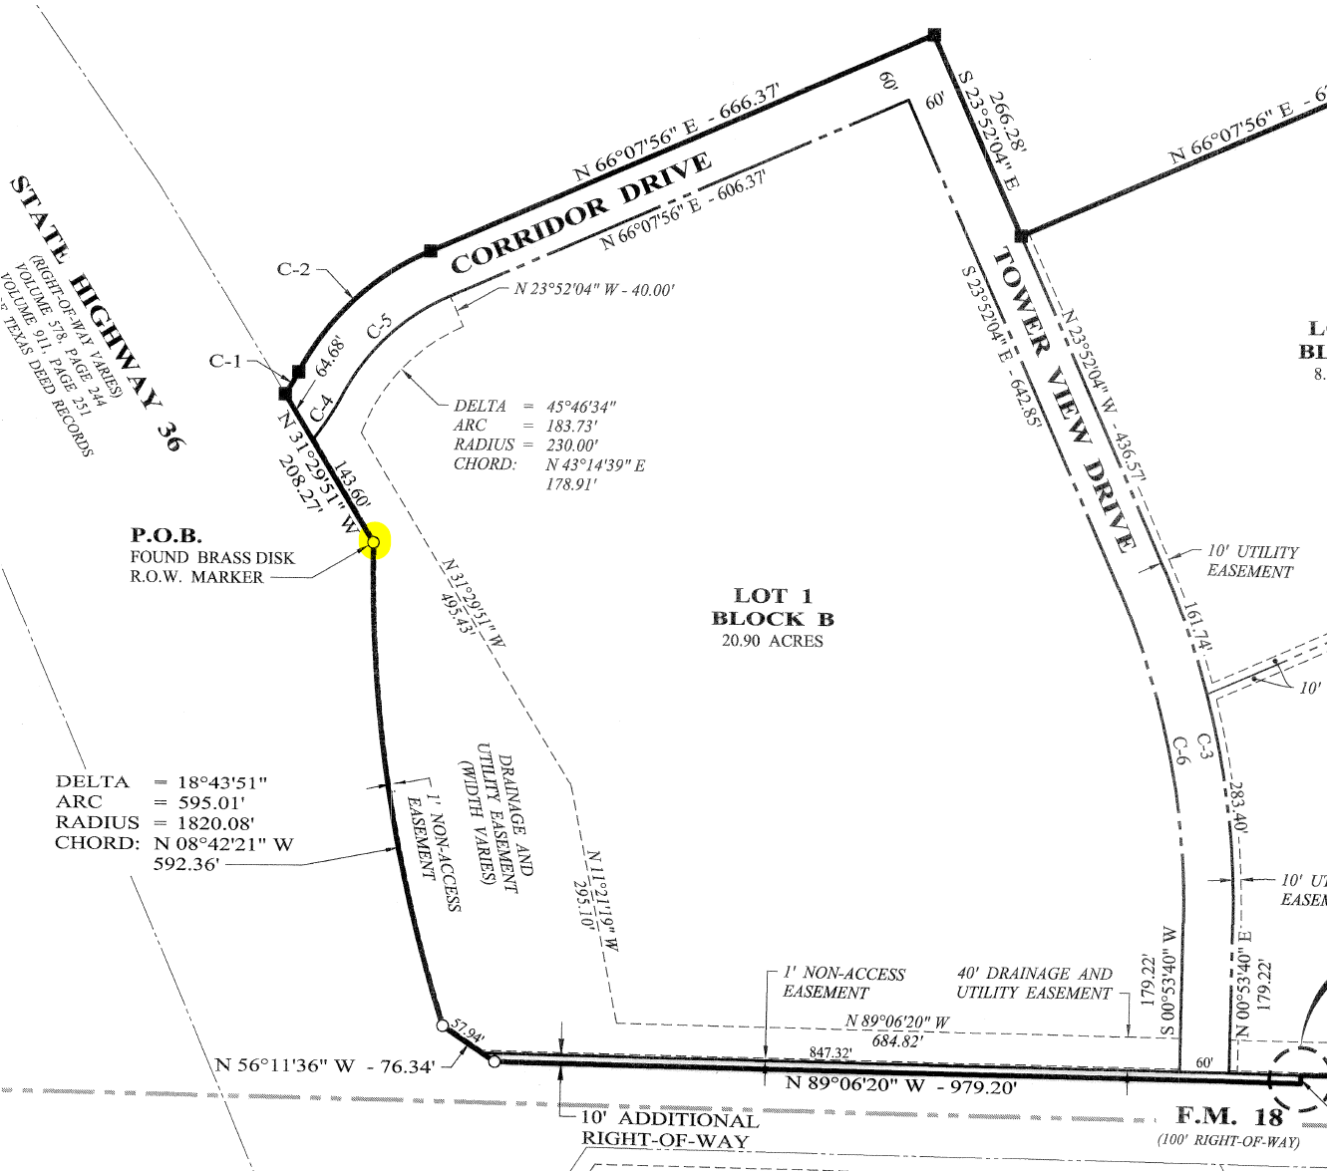 60'
60'
S 23°52'04" E
266.28'
N 66°07'56" E - 666.37'
N 66°07'56" E - 6
CORRIDOR DRIVE
N 66°07'56" E - 606.37'
STATE HIGHWAY 36
(RIGHT-OF-WAY VARIES)
VOLUME 578, PAGE 244
VOLUME 911, PAGE 251
TEXAS DEED RECORDS
C-2
N 23°52'04" W - 40.00'
C-5
64.68'
C-1
C-4
TOWER VIEW DRIVE
S 23°52'04" E - 642.85'
N 23°52'04" W - 436.57'
L
BL
8.
DELTA = 45°46'34"
ARC = 183.73'
RADIUS = 230.00'
CHORD: N 43°14'39" E
178.91'
N 31°29'51" W
208.27'
143.60'
P.O.B.
FOUND BRASS DISK
R.O.W. MARKER
10' UTILITY
EASEMENT
N 31°29'51" W
495.43'
LOT 1
BLOCK B
20.90 ACRES
161.74'
10'
C-6
C-3
283.40'
DELTA = 18°43'51"
ARC = 595.01'
RADIUS = 1820.08'
CHORD: N 08°42'21" W
592.36'
1' NON-ACCESS
EASEMENT
DRAINAGE AND
UTILITY EASEMENT
(WIDTH VARIES)
N 11°21'19" W
295.10'
10' UT
EASEM
1' NON-ACCESS
EASEMENT
40' DRAINAGE AND
UTILITY EASEMENT
179.22'
S 00°53'40" W
N 00°53'40" E
179.22'
N 89°06'20" W
684.82'
57.94'
847.32'
60'
N 56°11'36" W - 76.34'
N 89°06'20" W - 979.20'
10' ADDITIONAL
RIGHT-OF-WAY
F.M. 18
(100' RIGHT-OF-WAY)